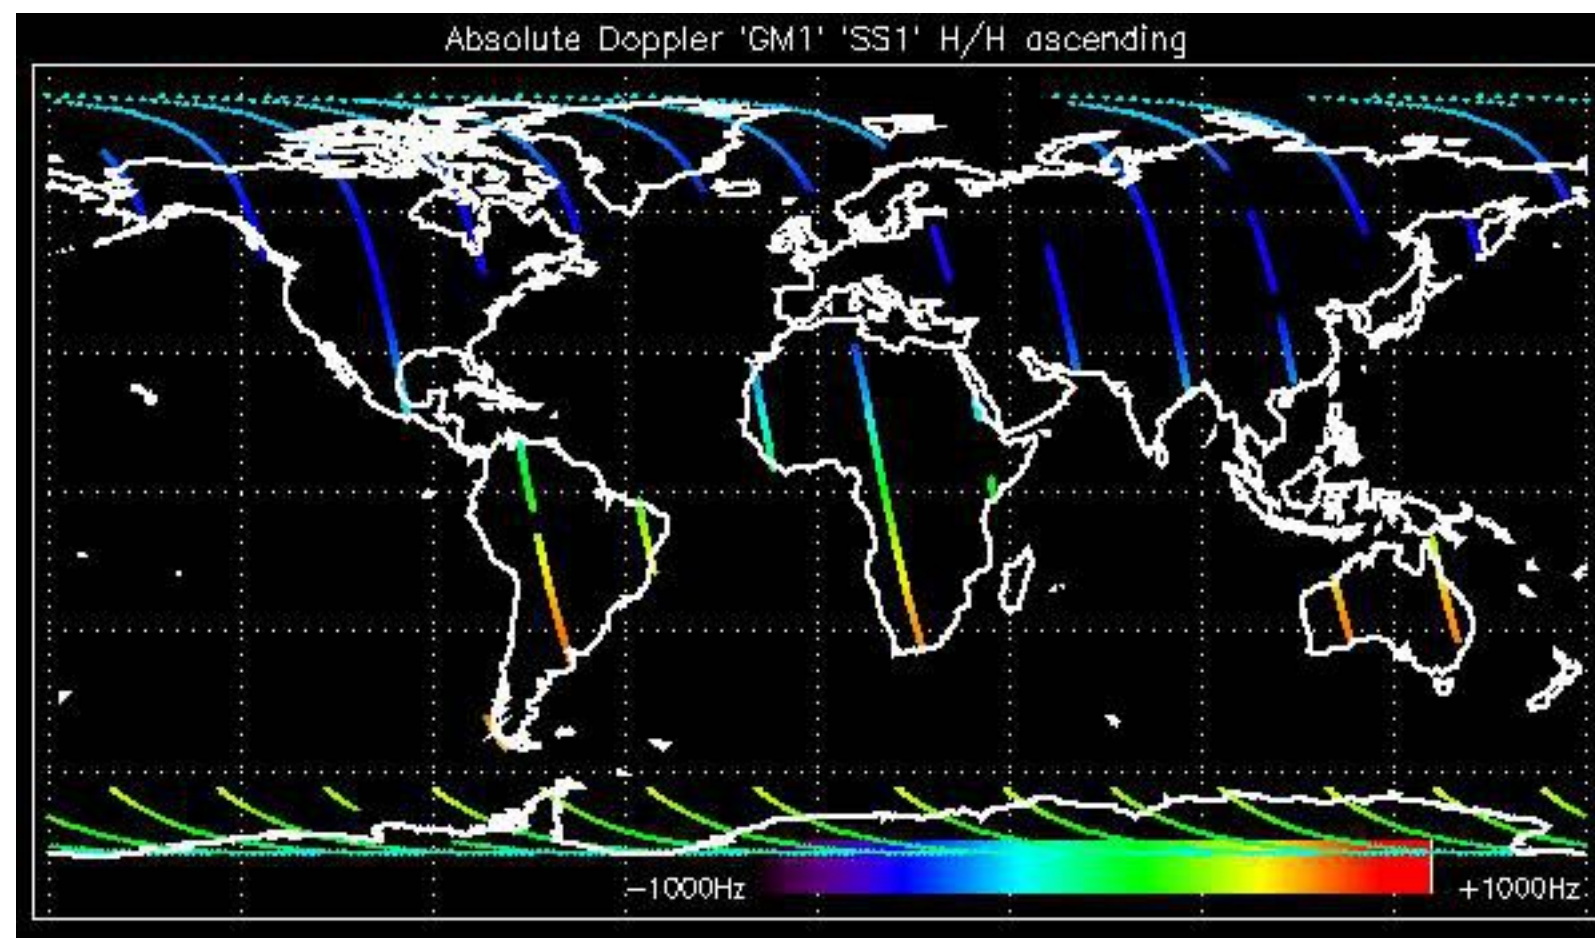 Absolute Doppler 'GM1' 'SS1' H/H ascending
−1000Hz
+1000Hz